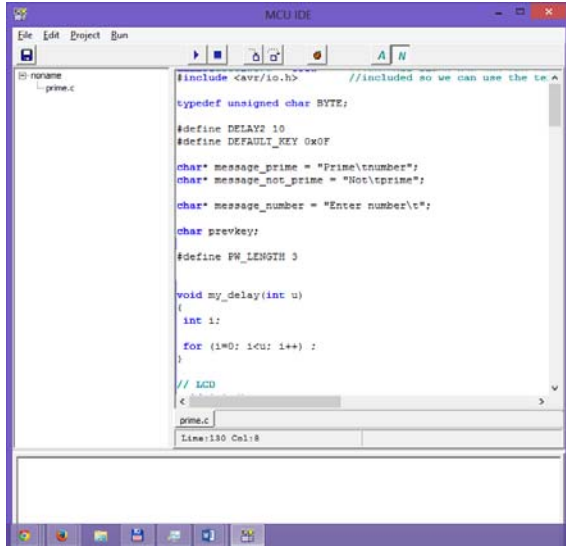 MCU IDE
File Edit Project Run
A N
noname
prime.c
#include <avr/io.h> //included so we can use the te
typedef unsigned char BYTE;
#define DELAY2 10
#define DEFAULT_KEY 0x0F
char* message_prime = "Prime\tnumber";
char* message_not_prime = "Not\tprime";
char* message_number = "Enter number\t";
char prevkey;
#define PW_LENGTH 3
void my_delay(int u)
{
int i;
for (i=0; i<u; i++) ;
}
// LCD
prime.c
Line:130 Col:8